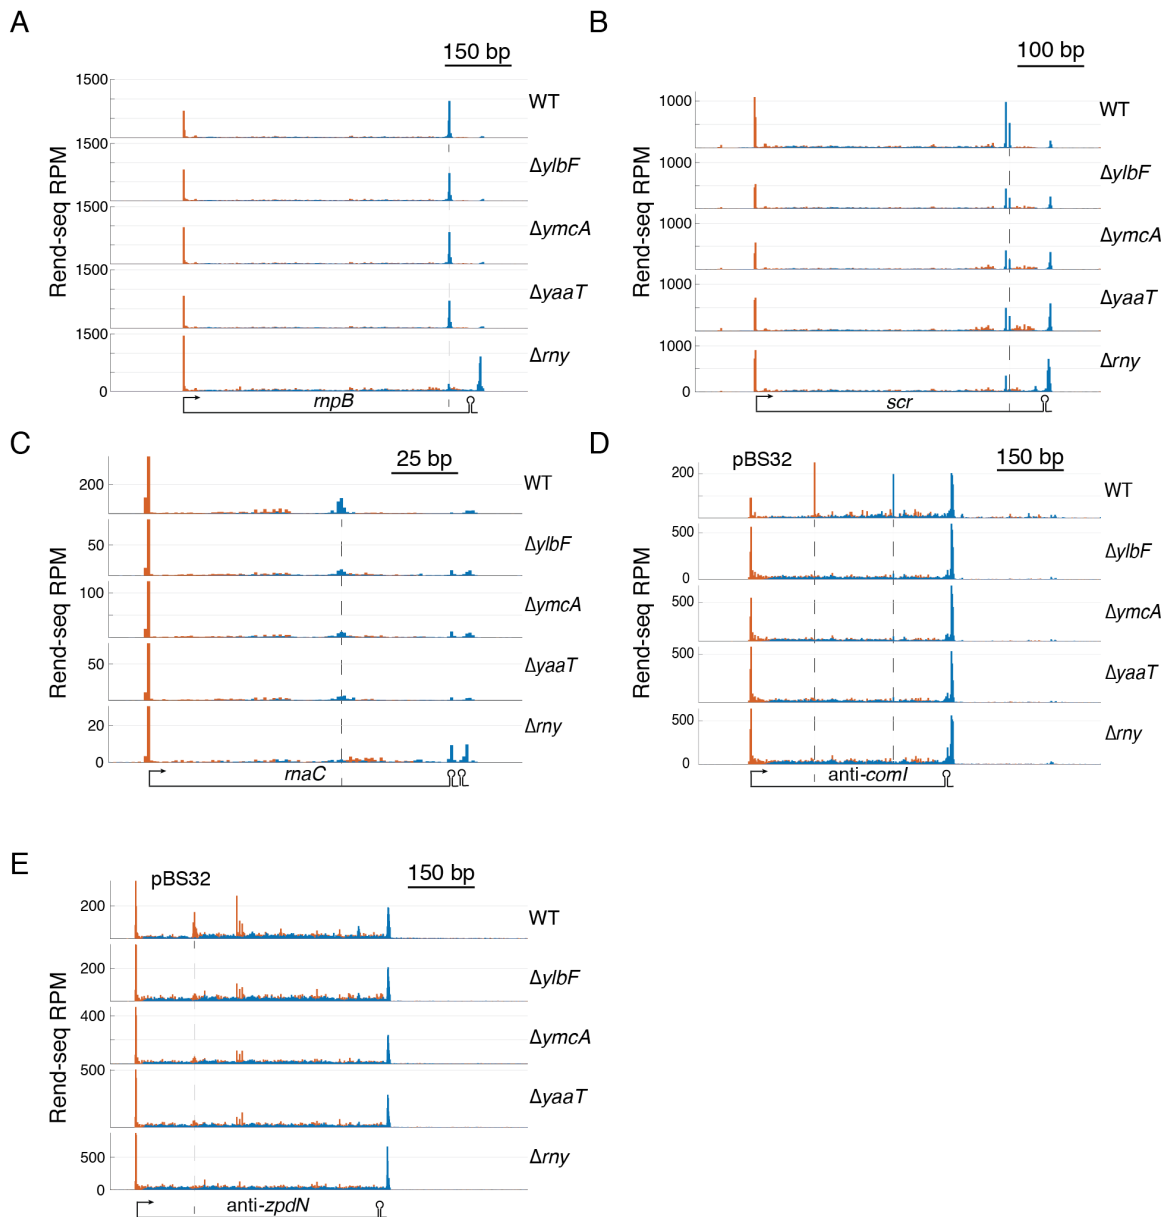 A
150 bp
1500
WT
1500
ΔylbF
1500
ΔymcA
1500
ΔyaaT
1500
Δrny
0
Rend-seq RPM
rnpB
B
100 bp
1000
WT
1000
ΔylbF
1000
ΔymcA
1000
ΔyaaT
1000
Δrny
0
Rend-seq RPM
scr
C
25 bp
200
WT
50
ΔylbF
100
ΔymcA
50
ΔyaaT
20
Δrny
0
Rend-seq RPM
rnaC
D
pBS32
150 bp
200
WT
500
ΔylbF
0
500
ΔymcA
500
ΔyaaT
500
Δrny
0
Rend-seq RPM
anti-comI
E
pBS32
150 bp
200
WT
200
ΔylbF
400
ΔymcA
500
ΔyaaT
500
Δrny
0
Rend-seq RPM
anti-zpdN